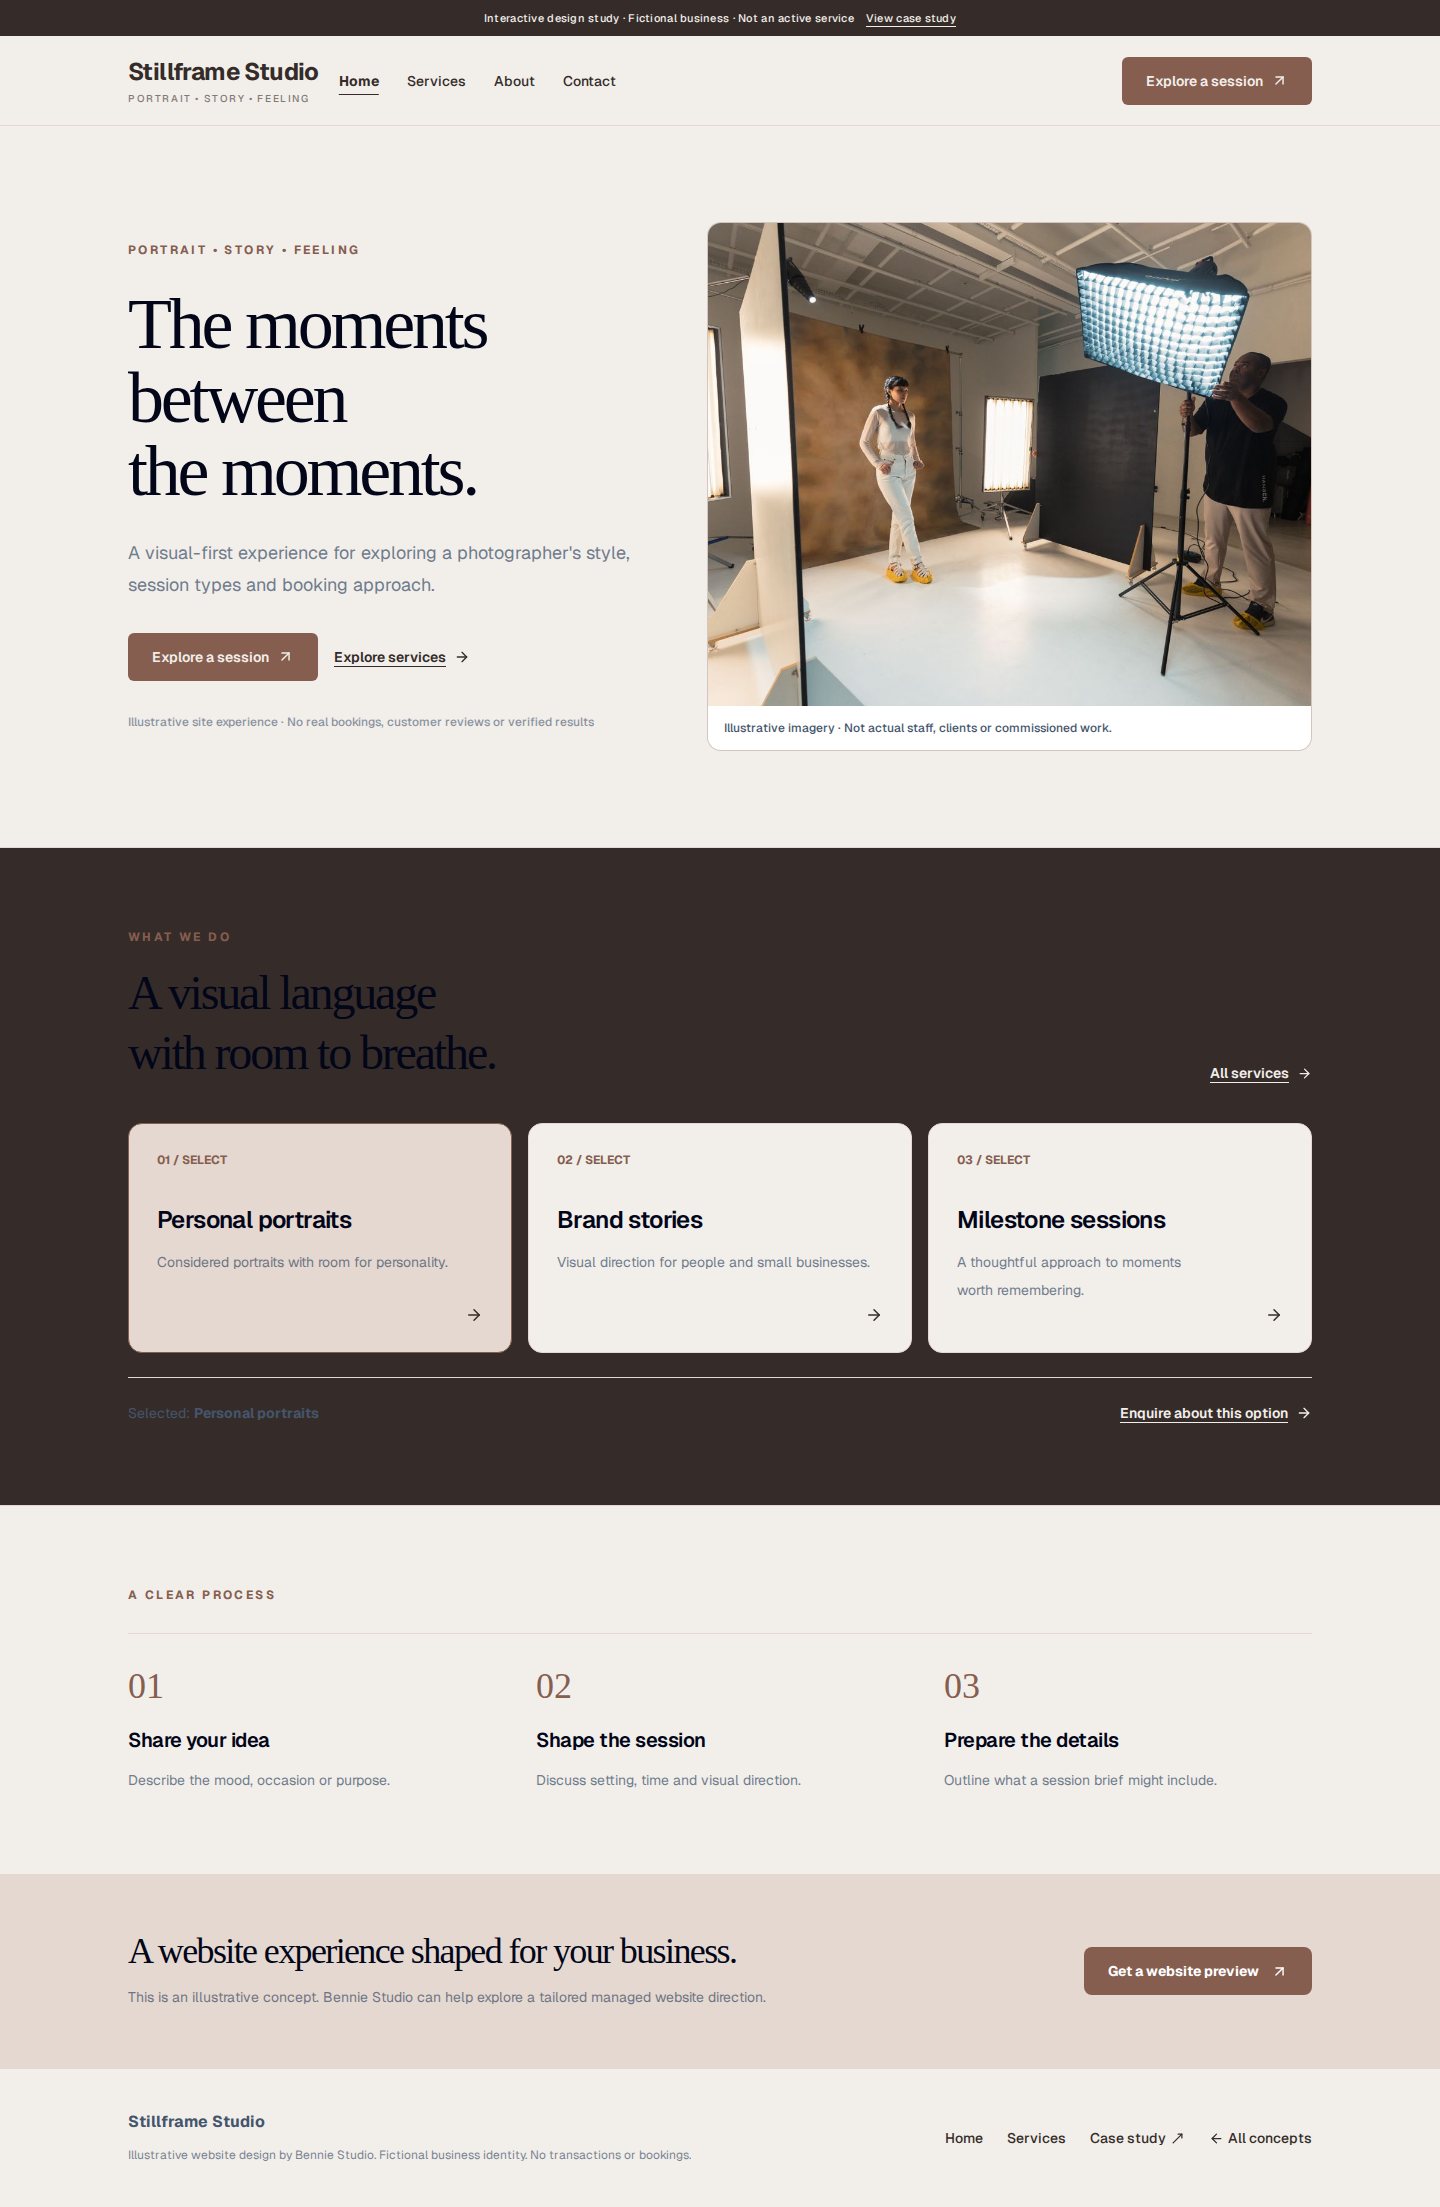 Interactive design study · Fictional business · Not an active service View case study
Stillframe Studio
PORTRAIT • STORY • FEELING
Home Services About Contact
Explore a session ↗
PORTRAIT • STORY • FEELING
The moments
between
the moments.
A visual-first experience for exploring a photographer's style,
session types and booking approach.
Explore a session ↗ Explore services →
Illustrative site experience · No real bookings, customer reviews or verified results
Illustrative imagery · Not actual staff, clients or commissioned work.
WHAT WE DO
A visual language
with room to breathe.
All services →
01 / SELECT
Personal portraits
Considered portraits with room for personality.
→
02 / SELECT
Brand stories
Visual direction for people and small businesses.
→
03 / SELECT
Milestone sessions
A thoughtful approach to moments
worth remembering.
→
Selected: Personal portraits
Enquire about this option →
A CLEAR PROCESS
01
Share your idea
Describe the mood, occasion or purpose.
02
Shape the session
Discuss setting, time and visual direction.
03
Prepare the details
Outline what a session brief might include.
A website experience shaped for your business.
This is an illustrative concept. Bennie Studio can help explore a tailored managed website direction.
Get a website preview ↗
Stillframe Studio
Illustrative website design by Bennie Studio. Fictional business identity. No transactions or bookings.
Home Services Case study ↗ ← All concepts